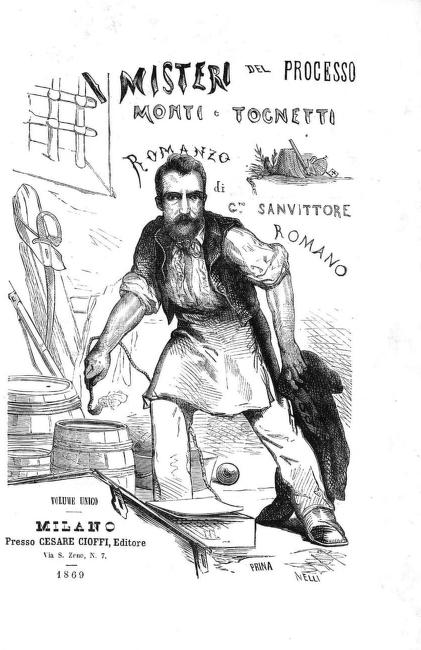 I MISTERI DEL PROCESSO
MONTI e TOGNETTI
ROMANZO
di
G.no SANVITTORE
ROMANO
VOLUME UNICO
MILANO
Presso CESARE CIOFFI, Editore
Via S. Zeno, N. 7.
1869
PRINA
NELLI